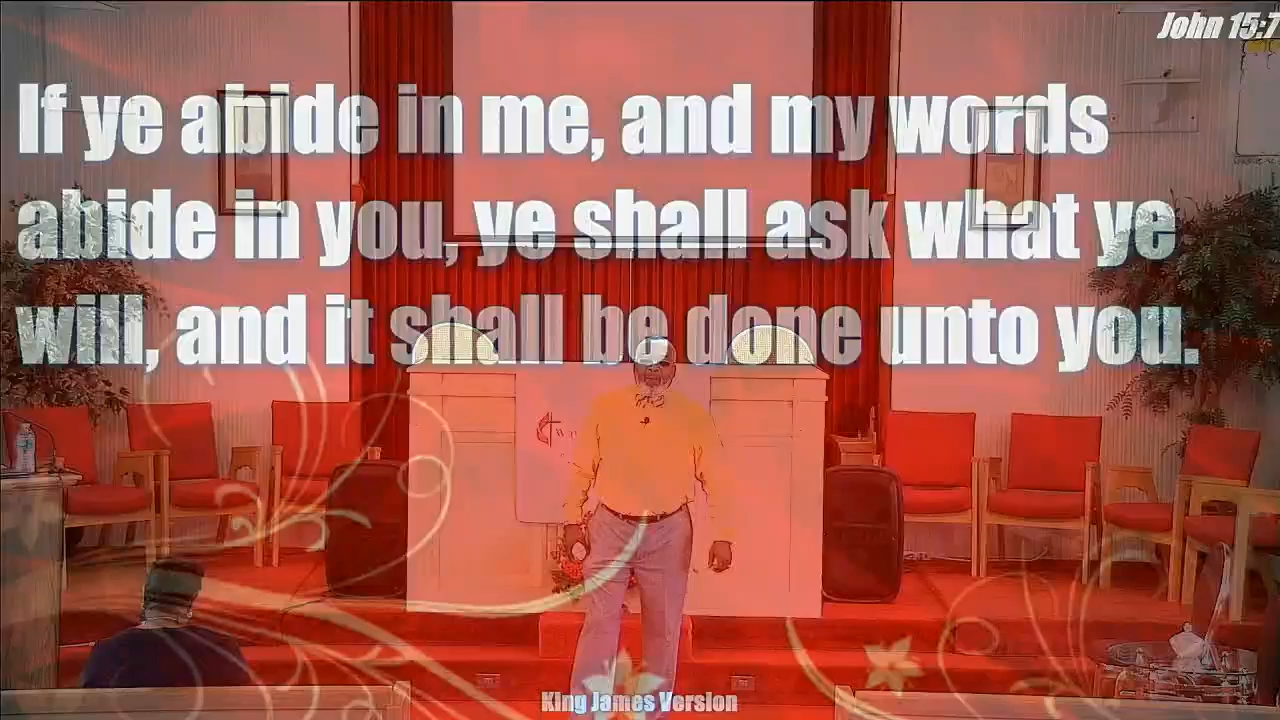 John 15:7
If ye abide in me, and my words
abide in you, ye shall ask what ye
will, and it shall be done unto you.
King James Version